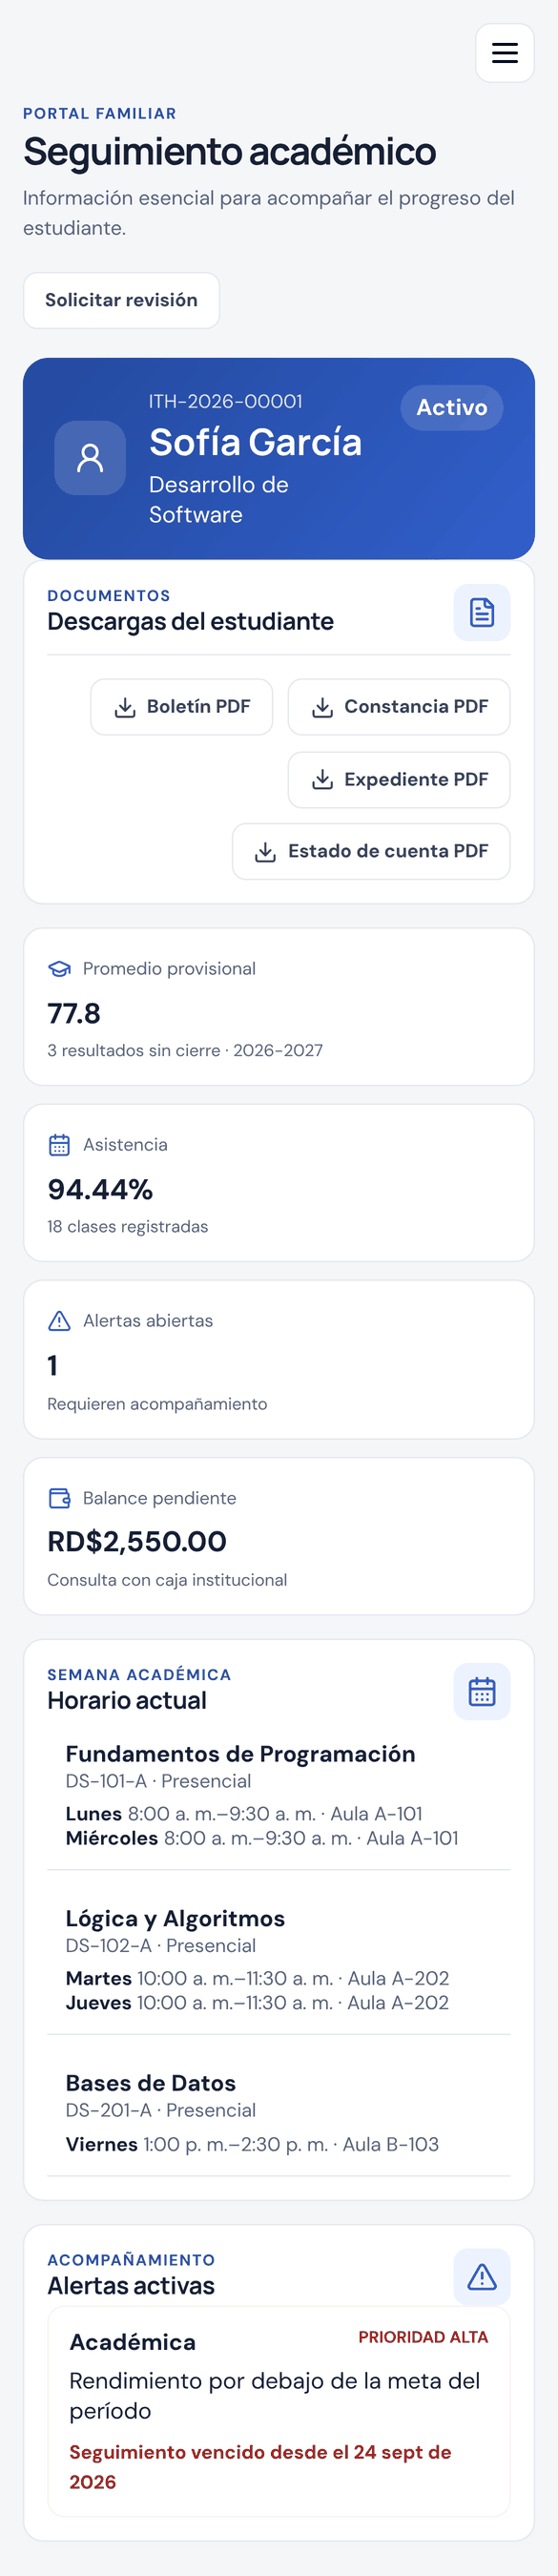 PORTAL FAMILIAR
Seguimiento académico
Información esencial para acompañar el progreso del
estudiante.
Solicitar revisión
ITH-2026-00001
Activo
Sofía García
Desarrollo de
Software
DOCUMENTOS
Descargas del estudiante
Boletín PDF
Constancia PDF
Expediente PDF
Estado de cuenta PDF
Promedio provisional
77.8
3 resultados sin cierre · 2026-2027
Asistencia
94.44%
18 clases registradas
Alertas abiertas
1
Requieren acompañamiento
Balance pendiente
RD$2,550.00
Consulta con caja institucional
SEMANA ACADÉMICA
Horario actual
Fundamentos de Programación
DS-101-A · Presencial
Lunes 8:00 a. m.–9:30 a. m. · Aula A-101
Miércoles 8:00 a. m.–9:30 a. m. · Aula A-101
Lógica y Algoritmos
DS-102-A · Presencial
Martes 10:00 a. m.–11:30 a. m. · Aula A-202
Jueves 10:00 a. m.–11:30 a. m. · Aula A-202
Bases de Datos
DS-201-A · Presencial
Viernes 1:00 p. m.–2:30 p. m. · Aula B-103
ACOMPAÑAMIENTO
Alertas activas
Académica
PRIORIDAD ALTA
Rendimiento por debajo de la meta del
período
Seguimiento vencido desde el 24 sept de
2026